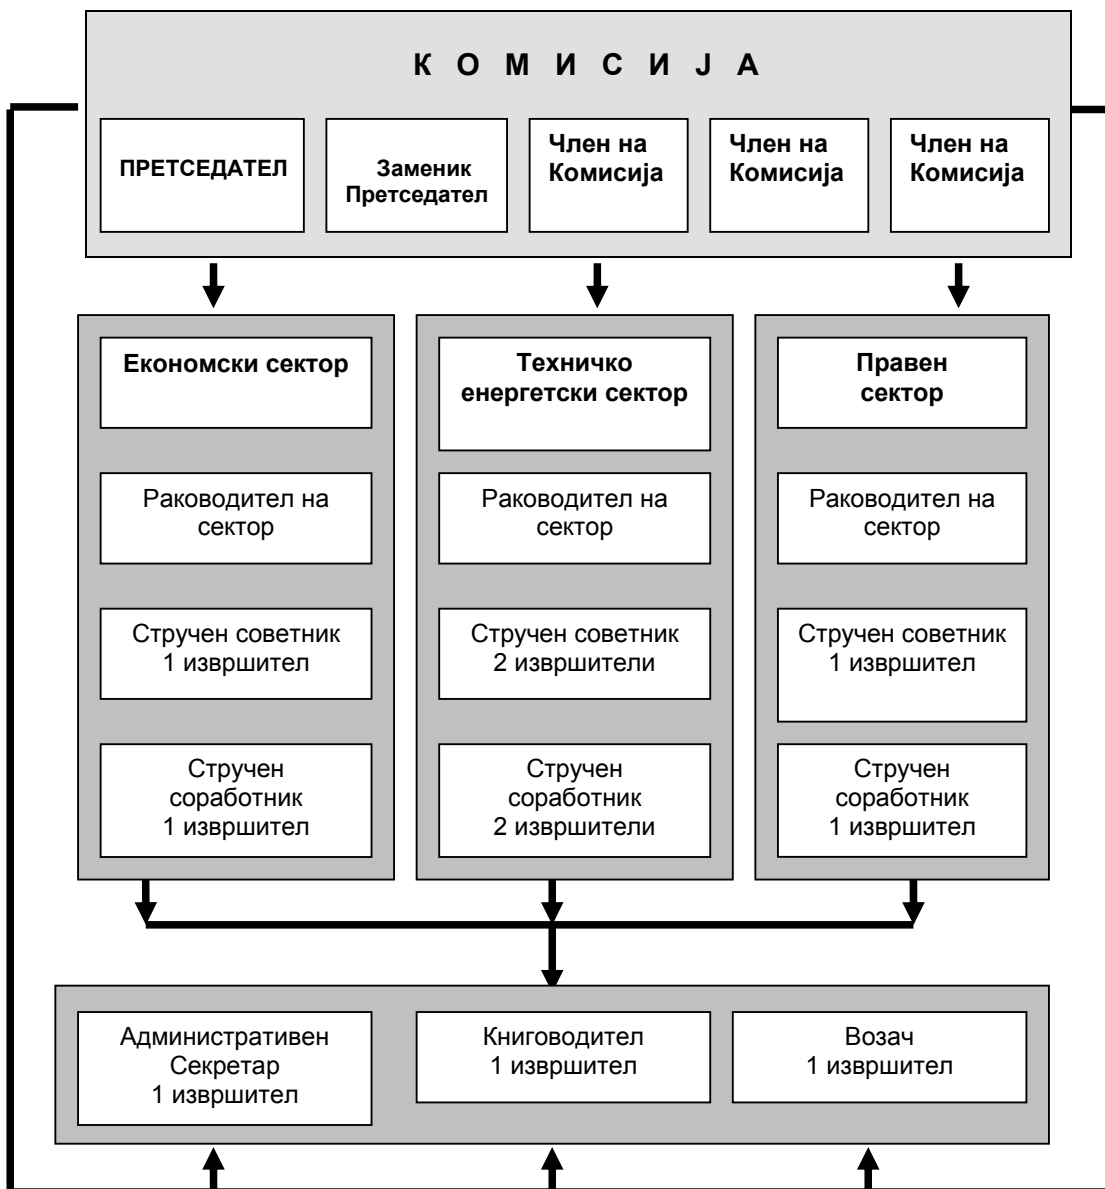 К О М И С И Ј А
ПРЕТСЕДАТЕЛ
Заменик
Претседател
Член на
Комисија
Член на
Комисија
Член на
Комисија
Економски сектор
Раководител на
сектор
Стручен советник
1 извршител
Стручен
соработник
1 извршител
Техничко
енергетски сектор
Раководител на
сектор
Стручен советник
2 извршители
Стручен
соработник
2 извршители
Правен
сектор
Раководител на
сектор
Стручен советник
1 извршител
Стручен
соработник
1 извршител
Административен
Секретар
1 извршител
Книговодител
1 извршител
Возач
1 извршител